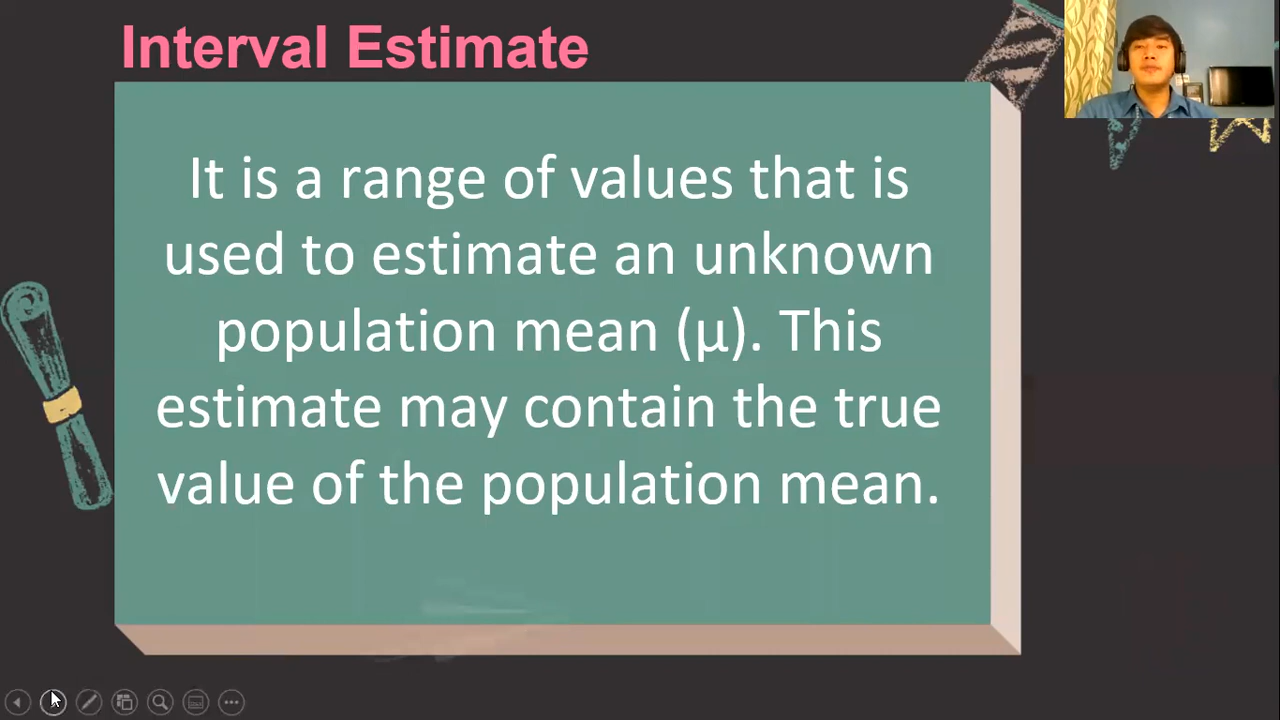 Interval Estimate
It is a range of values that is
used to estimate an unknown
population mean (μ). This
estimate may contain the true
value of the population mean.